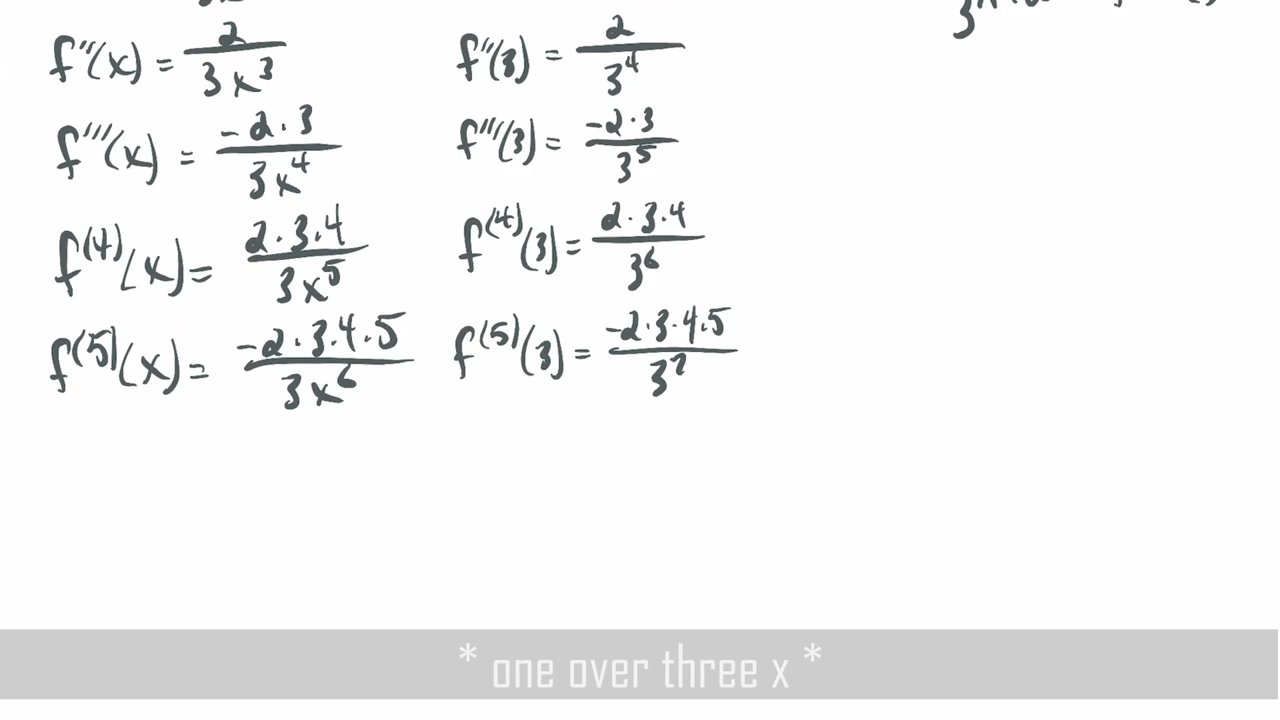 f''(x) = 2/3x³ f''(3) = 2/3⁴
f'''(x) = -2·3/3x⁴ f'''(3) = -2·3/3⁵
f⁽⁴⁾(x) = 2·3·4/3x⁵ f⁽⁴⁾(3) = 2·3·4/3⁶
f⁽⁵⁾(x) = -2·3·4·5/3x⁶ f⁽⁵⁾(3) = -2·3·4·5/3⁷
* one over three x *